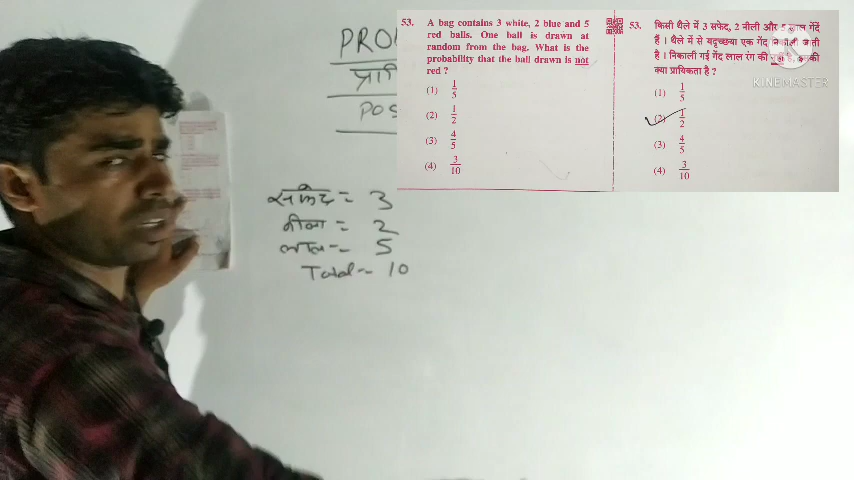 PRO
प्रा
POS
सफेद = 3
नीला = 2
लाल = 5
Total = 10
53. A bag contains 3 white, 2 blue and 5
red balls. One ball is drawn at
random from the bag. What is the
probability that the ball drawn is not
red ?
(1) 1/5
(2) 1/2
(3) 4/5
(4) 3/10
53. किसी थैले में 3 सफेद, 2 नीली और 5 लाल गेंदें
हैं । थैले में से यदृच्छया एक गेंद निकाली जाती
है । निकाली गई गेंद लाल रंग की नहीं है, इसकी
क्या प्रायिकता है ?
(1) 1/5
(2) 1/2
(3) 4/5
(4) 3/10
KINEMASTER